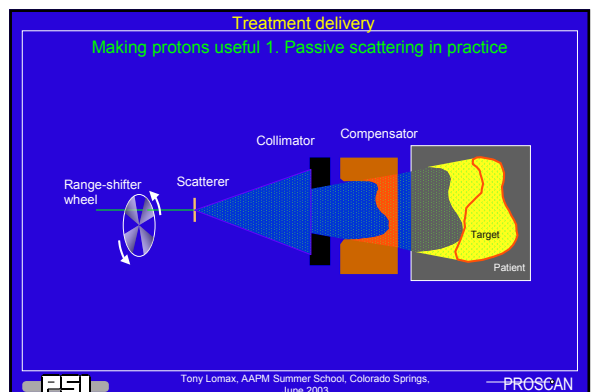 Treatment delivery
Making protons useful 1. Passive scattering in practice
Collimator
Compensator
Range-shifter
wheel
Scatterer
Target
Patient
Tony Lomax, AAPM Summer School, Colorado Springs,
June 2003
PSI
PROSCAN